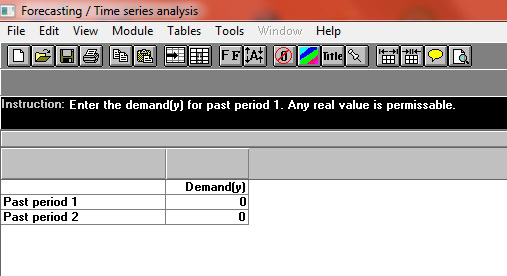 Forecasting / Time series analysis
File Edit View Module Tables Tools Window Help
FF A Title
Instruction: Enter the demand(y) for past period 1. Any real value is permissable.
Demand(y)
Past period 1 0
Past period 2 0